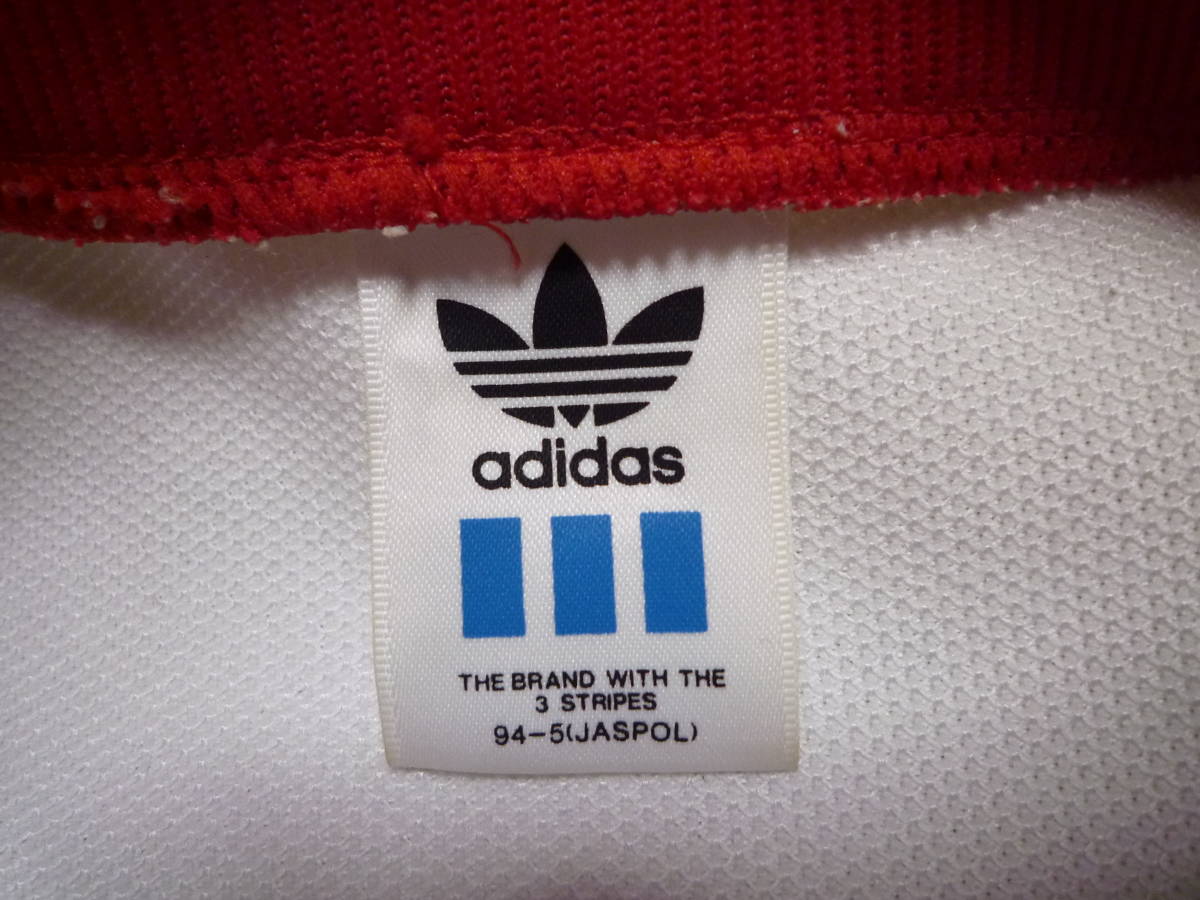 adidas
THE BRAND WITH THE
3 STRIPES
94-5(JASPOL)